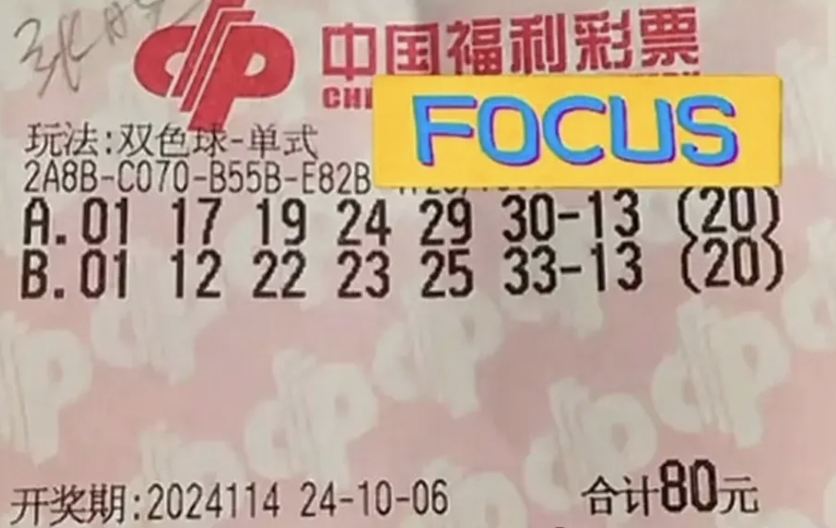 中国福利彩票
FOCUS
玩法:双色球-单式
2A8B-C070-B55B-E82B
A.01 17 19 24 29 30-13 (20)
B.01 12 22 23 25 33-13 (20)
开奖期:2024114 24-10-06 合计80元